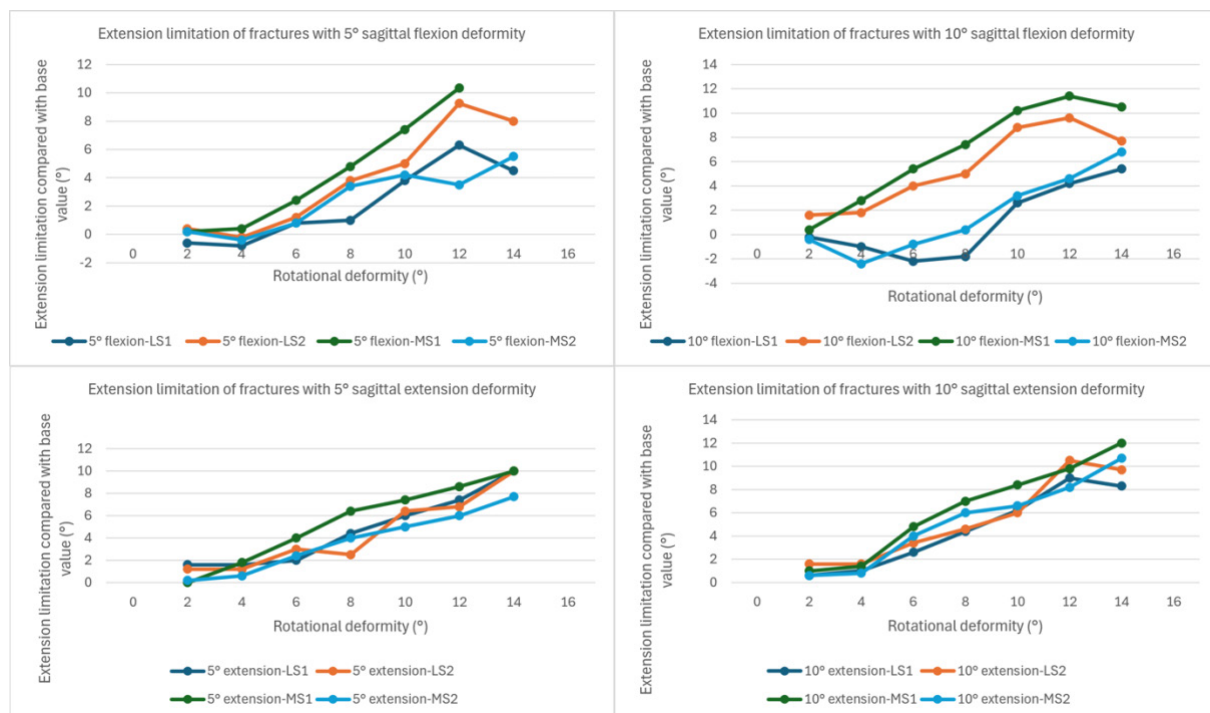 Extension limitation of fractures with 5° sagittal flexion deformity
Extension limitation compared with base
value (°)
12
10
8
6
4
2
0
-2
0 2 4 6 8 10 12 14 16
Rotational deformity (°)
5° flexion-LS1 5° flexion-LS2 5° flexion-MS1 5° flexion-MS2
Extension limitation of fractures with 10° sagittal flexion deformity
Extension limitation compared with base
value (°)
14
12
10
8
6
4
2
0
-2
-4
0 2 4 6 8 10 12 14 16
Rotational deformity (°)
10° flexion-LS1 10° flexion-LS2 10° flexion-MS1 10° flexion-MS2
Extension limitation of fractures with 5° sagittal extension deformity
Extension limitation compared with base
value (°)
12
10
8
6
4
2
0
0 2 4 6 8 10 12 14 16
Rotational deformity (°)
5° extension-LS1 5° extension-LS2
5° extension-MS1 5° extension-MS2
Extension limitation of fractures with 10° sagittal extension deformity
Extension limitation compared with base
value (°)
14
12
10
8
6
4
2
0
0 2 4 6 8 10 12 14 16
Rotational deformity (°)
10° extension-LS1 10° extension-LS2
10° extension-MS1 10° extension-MS2